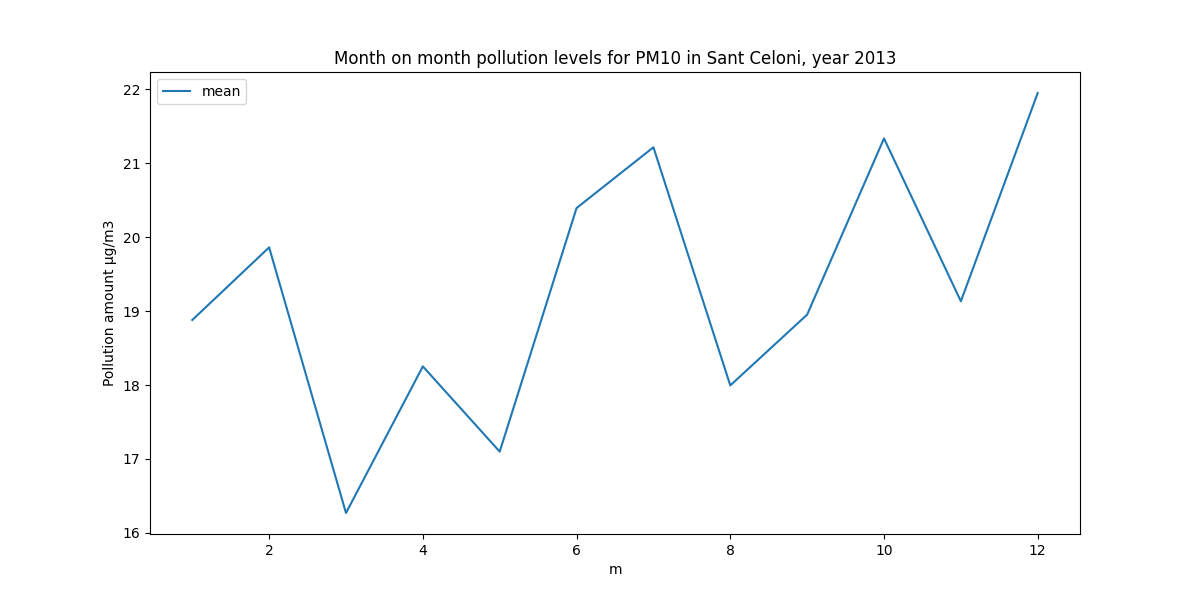 Month on month pollution levels for PM10 in Sant Celoni, year 2013
mean
Pollution amount µg/m3
22
21
20
19
18
17
16
2 4 6 8 10 12
m